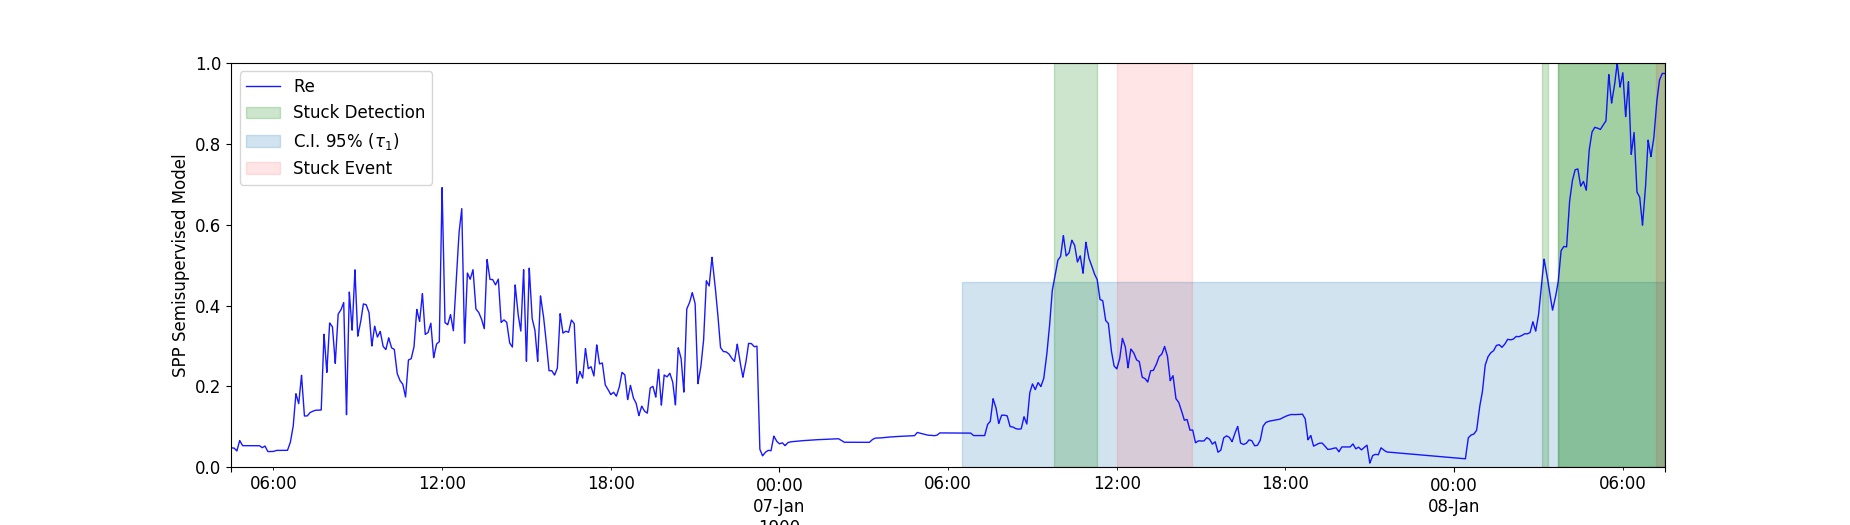 SPP Semisupervised Model
1.0
0.8
0.6
0.4
0.2
0.0
Re
Stuck Detection
C.I. 95% (τ₁)
Stuck Event
06:00 12:00 18:00 00:00 06:00 12:00 18:00 00:00 06:00
07-Jan 08-Jan
1900